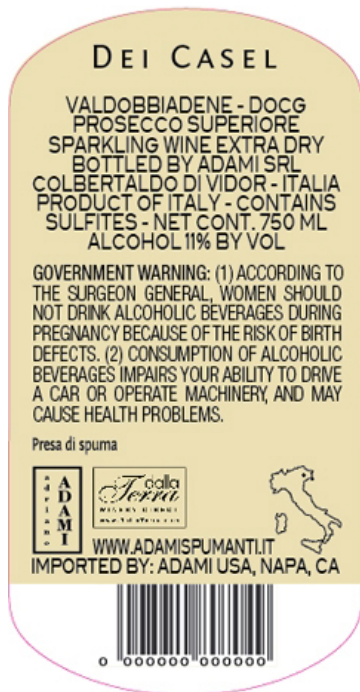 DEI CASEL
VALDOBBIADENE - DOCG
PROSECCO SUPERIORE
SPARKLING WINE EXTRA DRY
BOTTLED BY ADAMI SRL
COLBERTALDO DI VIDOR - ITALIA
PRODUCT OF ITALY - CONTAINS
SULFITES - NET CONT. 750 ML
ALCOHOL 11% BY VOL
GOVERNMENT WARNING: (1) ACCORDING TO
THE SURGEON GENERAL, WOMEN SHOULD
NOT DRINK ALCOHOLIC BEVERAGES DURING
PREGNANCY BECAUSE OF THE RISK OF BIRTH
DEFECTS. (2) CONSUMPTION OF ALCOHOLIC
BEVERAGES IMPAIRS YOUR ABILITY TO DRIVE
A CAR OR OPERATE MACHINERY, AND MAY
CAUSE HEALTH PROBLEMS.
Presa di spuma
adriano
ADAMI
dalla
Terra
WINERY DIRECT
WWW.ADAMISPUMANTI.IT
IMPORTED BY: ADAMI USA, NAPA, CA
0 000000 000000